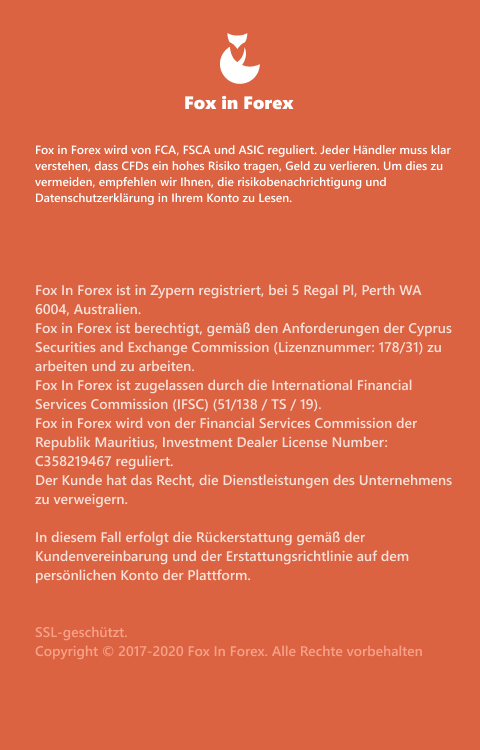 Fox in Forex
Fox in Forex wird von FCA, FSCA und ASIC reguliert. Jeder Händler muss klar
verstehen, dass CFDs ein hohes Risiko tragen, Geld zu verlieren. Um dies zu
vermeiden, empfehlen wir Ihnen, die risikobenachrichtigung und
Datenschutzerklärung in Ihrem Konto zu Lesen.
Fox In Forex ist in Zypern registriert, bei 5 Regal Pl, Perth WA
6004, Australien.
Fox in Forex ist berechtigt, gemäß den Anforderungen der Cyprus
Securities and Exchange Commission (Lizenznummer: 178/31) zu
arbeiten und zu arbeiten.
Fox In Forex ist zugelassen durch die International Financial
Services Commission (IFSC) (51/138 / TS / 19).
Fox in Forex wird von der Financial Services Commission der
Republik Mauritius, Investment Dealer License Number:
C358219467 reguliert.
Der Kunde hat das Recht, die Dienstleistungen des Unternehmens
zu verweigern.
In diesem Fall erfolgt die Rückerstattung gemäß der
Kundenvereinbarung und der Erstattungsrichtlinie auf dem
persönlichen Konto der Plattform.
SSL-geschützt.
Copyright © 2017-2020 Fox In Forex. Alle Rechte vorbehalten